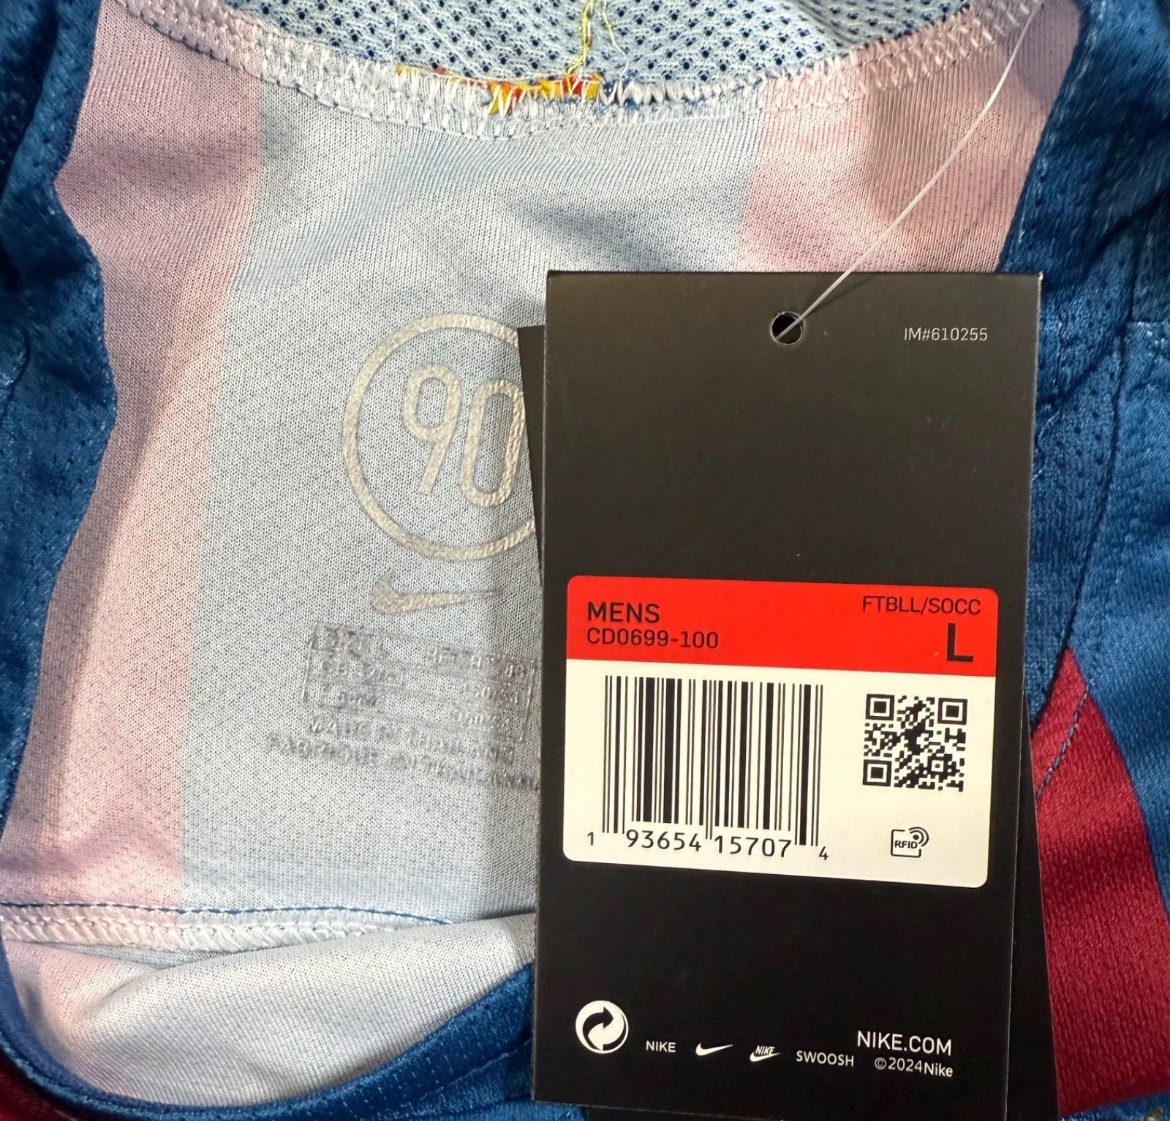 90
IM#610255
MENS
FTBLL/SOCC
CD0699-100
L
1 93654 15707 4
RFID
MADE IN THAILAND
NIKE
NIKE
SWOOSH
NIKE.COM
©2024Nike